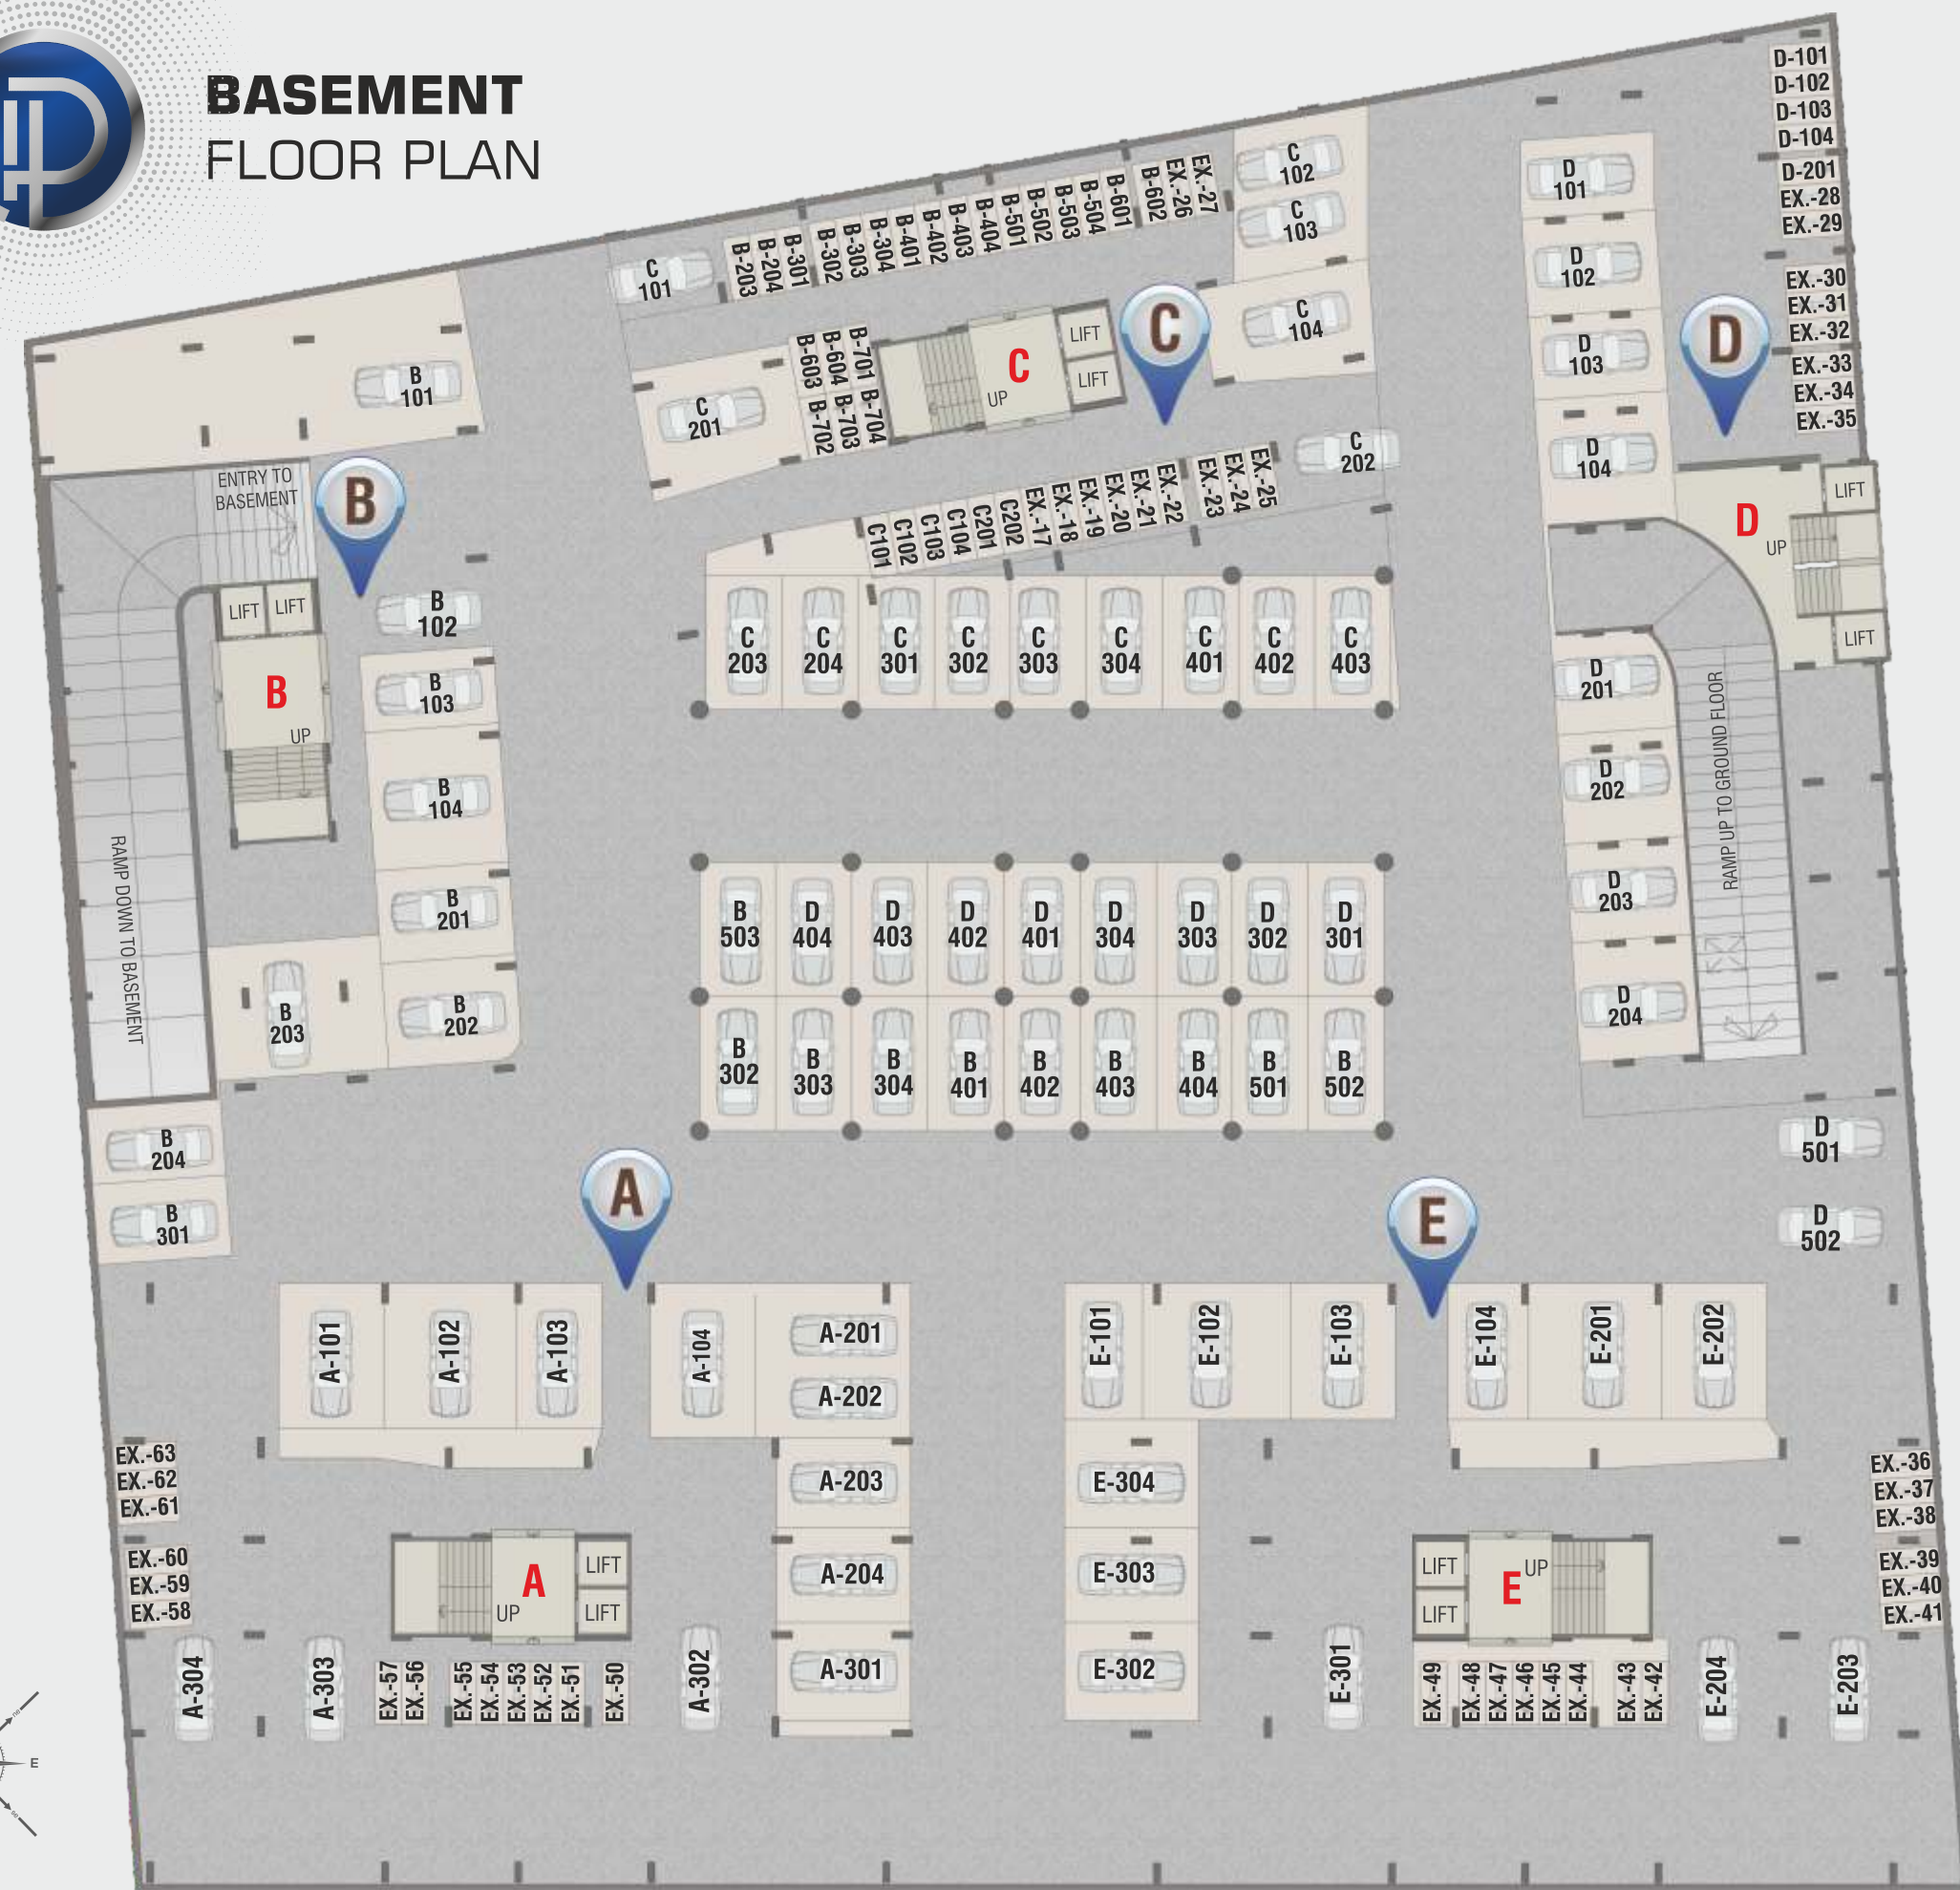 BASEMENT
FLOOR PLAN
D-101
D-102
D-103
D-104
D-201
EX.-28
EX.-29
EX.-30
EX.-31
EX.-32
EX.-33
EX.-34
EX.-35
C
101
B-203
B-204
B-301
B-302
B-303
B-304
B-401
B-402
B-403
B-404
B-501
B-502
B-503
B-504
B-601
B-602
EX.-26
EX.-27
C
102
C
103
C
104
D
101
D
102
D
103
D
104
B
101
C
201
B-603
B-604
B-701
B-702
B-703
B-704
C
UP
LIFT
LIFT
C
D
C
202
C101
C102
C103
C104
C201
C202
EX.-17
EX.-18
EX.-19
EX.-20
EX.-21
EX.-22
EX.-23
EX.-24
EX.-25
ENTRY TO
BASEMENT
B
LIFT
LIFT
B
UP
RAMP DOWN TO BASEMENT
B
102
B
103
B
104
B
201
B
202
B
203
B
204
B
301
C
203
C
204
C
301
C
302
C
303
C
304
C
401
C
402
C
403
D
UP
LIFT
LIFT
RAMP UP TO GROUND FLOOR
D
201
D
202
D
203
D
204
B
503
D
404
D
403
D
402
D
401
D
304
D
303
D
302
D
301
B
302
B
303
B
304
B
401
B
402
B
403
B
404
B
501
B
502
D
501
D
502
A
E
A-101
A-102
A-103
A-104
A-201
A-202
A-203
A-204
A-301
E-101
E-102
E-103
E-104
E-201
E-202
E-304
E-303
E-302
EX.-63
EX.-62
EX.-61
EX.-60
EX.-59
EX.-58
A
UP
LIFT
LIFT
LIFT
LIFT
E
UP
EX.-36
EX.-37
EX.-38
EX.-39
EX.-40
EX.-41
A-304
A-303
EX.-57
EX.-56
EX.-55
EX.-54
EX.-53
EX.-52
EX.-51
EX.-50
A-302
E-301
EX.-49
EX.-48
EX.-47
EX.-46
EX.-45
EX.-44
EX.-43
EX.-42
E-204
E-203
E